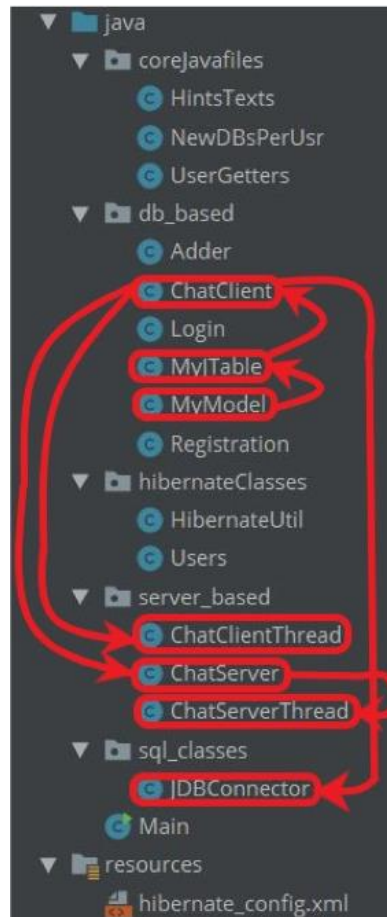 java
coreJavafiles
HintsTexts
NewDBsPerUsr
UserGetters
db_based
Adder
ChatClient
Login
MyJTable
MyModel
Registration
hibernateClasses
HibernateUtil
Users
server_based
ChatClientThread
ChatServer
ChatServerThread
sql_classes
JDBConnector
Main
resources
hibernate_config.xml